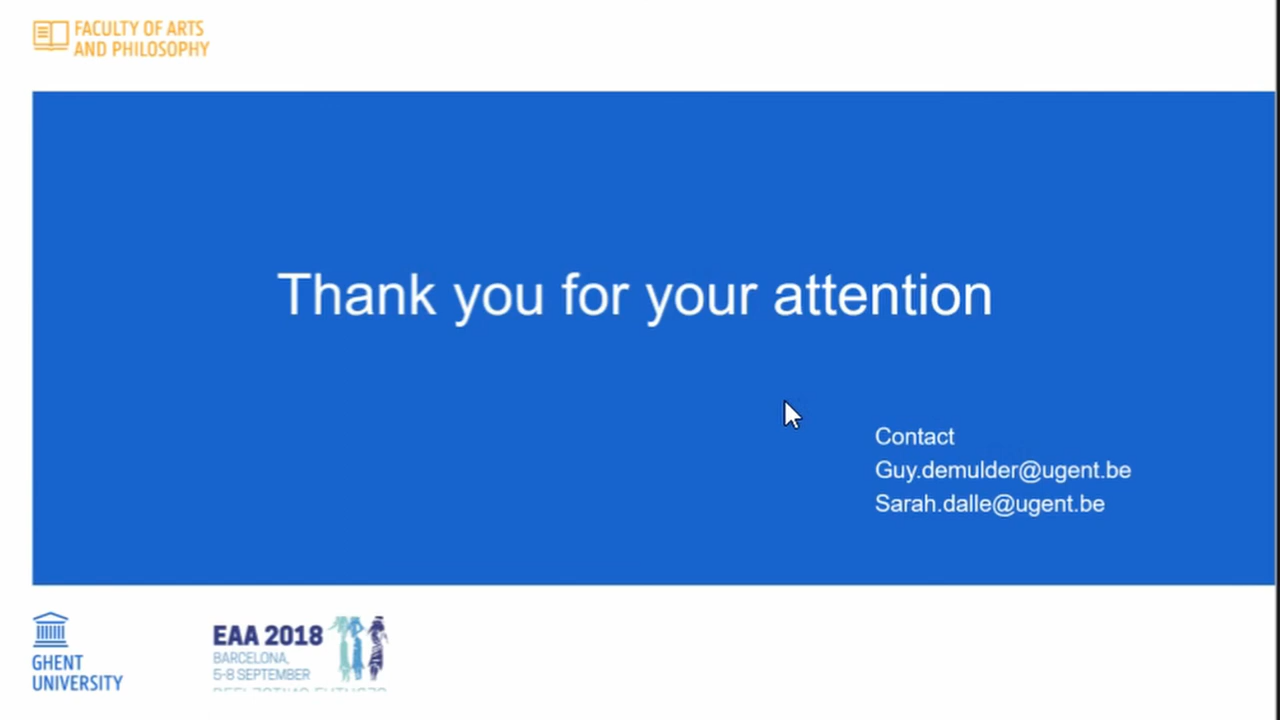 FACULTY OF ARTS
AND PHILOSOPHY
Thank you for your attention
Contact
Guy.demulder@ugent.be
Sarah.dalle@ugent.be
GHENT
UNIVERSITY
EAA 2018
BARCELONA,
5-8 SEPTEMBER